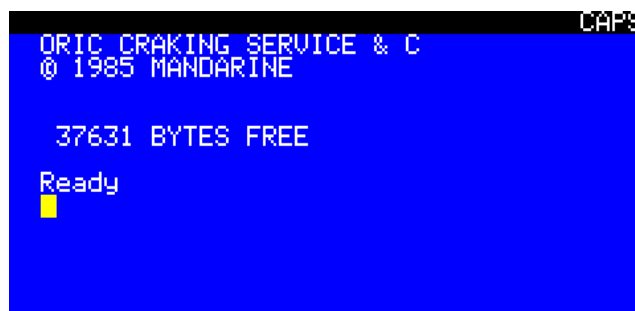 CAPS
ORIC CRAKING SERVICE & C
© 1985 MANDARINE
37631 BYTES FREE
Ready